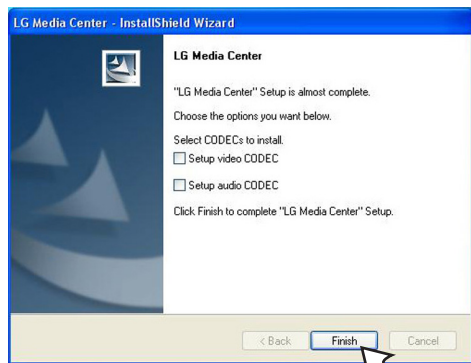 LG Media Center - InstallShield Wizard
LG Media Center
"LG Media Center" Setup is almost complete.
Choose the options you want below.
Select CODECs to install.
Setup video CODEC
Setup audio CODEC
Click Finish to complete "LG Media Center" Setup.
< Back Finish Cancel